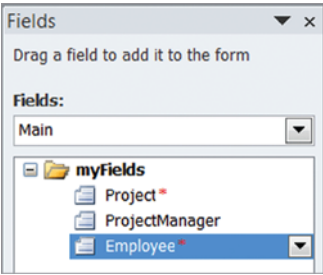 Fields
Drag a field to add it to the form
Fields:
Main
myFields
Project *
ProjectManager
Employee *